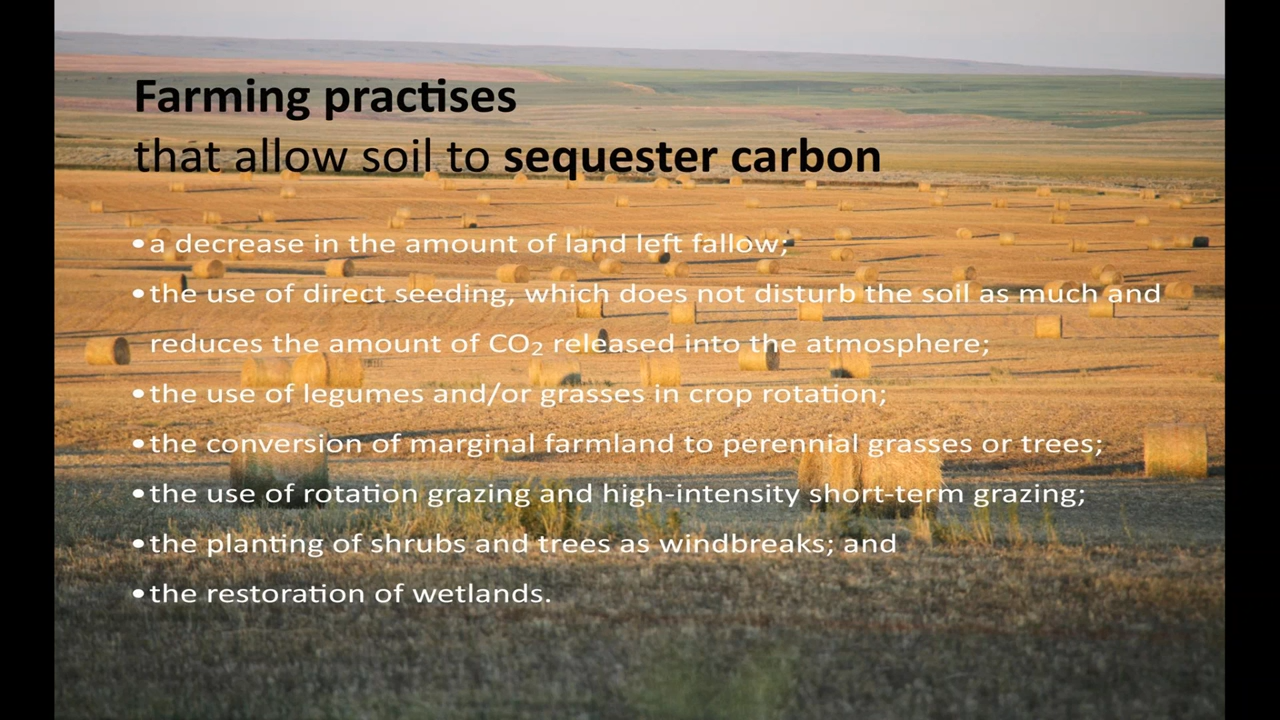 Farming practises
that allow soil to sequester carbon
•a decrease in the amount of land left fallow;
•the use of direct seeding, which does not disturb the soil as much and
reduces the amount of CO₂ released into the atmosphere;
•the use of legumes and/or grasses in crop rotation;
•the conversion of marginal farmland to perennial grasses or trees;
•the use of rotation grazing and high-intensity short-term grazing;
•the planting of shrubs and trees as windbreaks; and
•the restoration of wetlands.